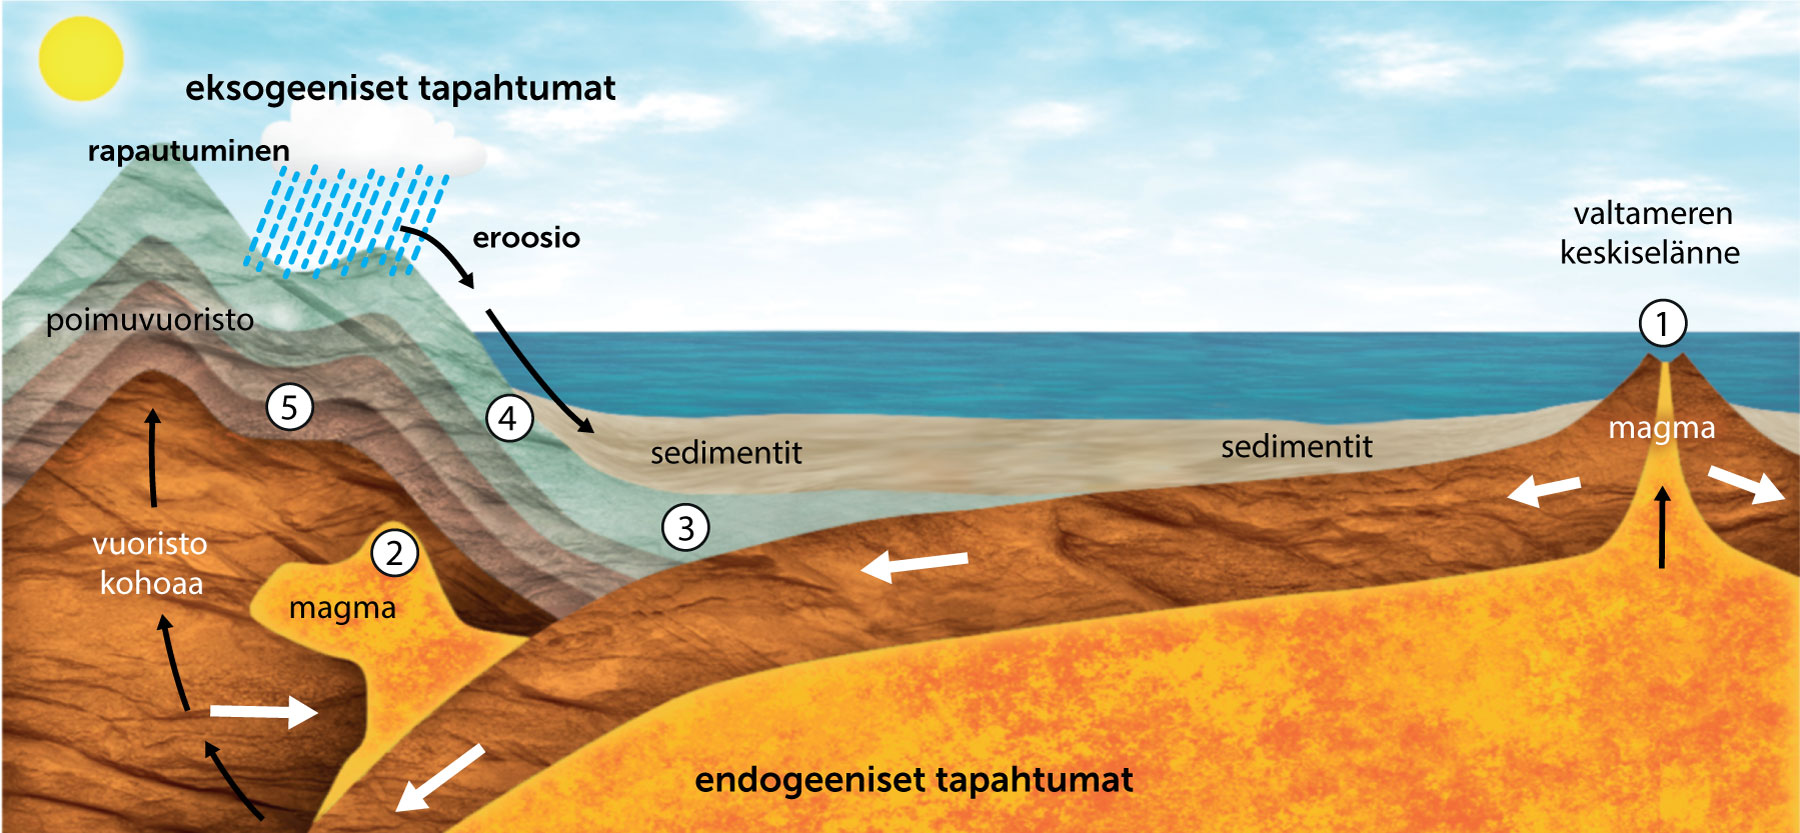 eksogeeniset tapahtumat
rapautuminen
eroosio
valtameren
keskiselänne
1
poimuvuoristo
5
4
sedimentit
sedimentit
magma
3
vuoristo
kohoaa
2
magma
endogeeniset tapahtumat